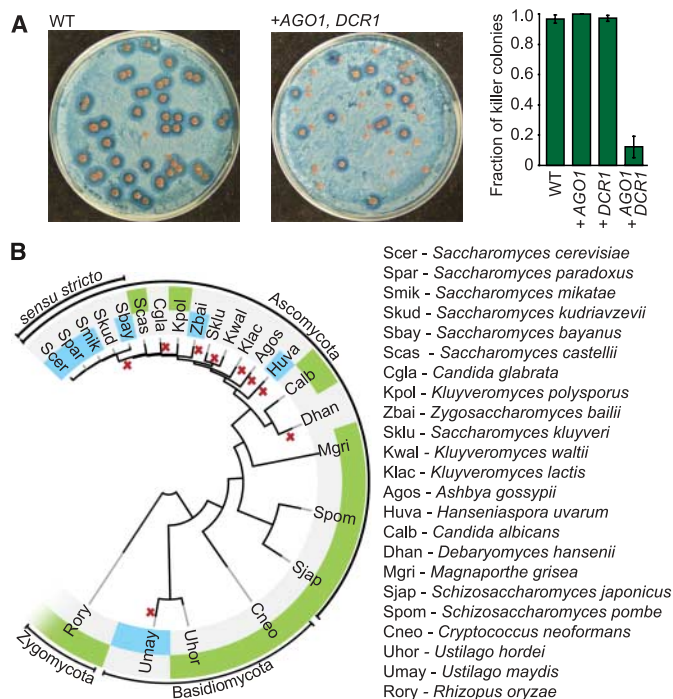 A
WT
+AGO1, DCR1
Fraction of killer colonies
1.0
0.8
0.6
0.4
0.2
0
WT
+ AGO1
+ DCR1
AGO1
+ DCR1
B
sensu stricto
Ascomycota
Scer
Spar
Smik
Skud
Sbay
Scas
Cgla
Kpol
Zbai
Sklu
Kwal
Klac
Agos
Huva
Calb
Dhan
Mgri
Spom
Sjap
Cneo
Uhor
Umay
Rory
Zygomycota
Basidiomycota
Scer - Saccharomyces cerevisiae
Spar - Saccharomyces paradoxus
Smik - Saccharomyces mikatae
Skud - Saccharomyces kudriavzevii
Sbay - Saccharomyces bayanus
Scas - Saccharomyces castellii
Cgla - Candida glabrata
Kpol - Kluyveromyces polysporus
Zbai - Zygosaccharomyces bailii
Sklu - Saccharomyces kluyveri
Kwal - Kluyveromyces waltii
Klac - Kluyveromyces lactis
Agos - Ashbya gossypii
Huva - Hanseniaspora uvarum
Calb - Candida albicans
Dhan - Debaryomyces hansenii
Mgri - Magnaporthe grisea
Sjap - Schizosaccharomyces japonicus
Spom - Schizosaccharomyces pombe
Cneo - Cryptococcus neoformans
Uhor - Ustilago hordei
Umay - Ustilago maydis
Rory - Rhizopus oryzae